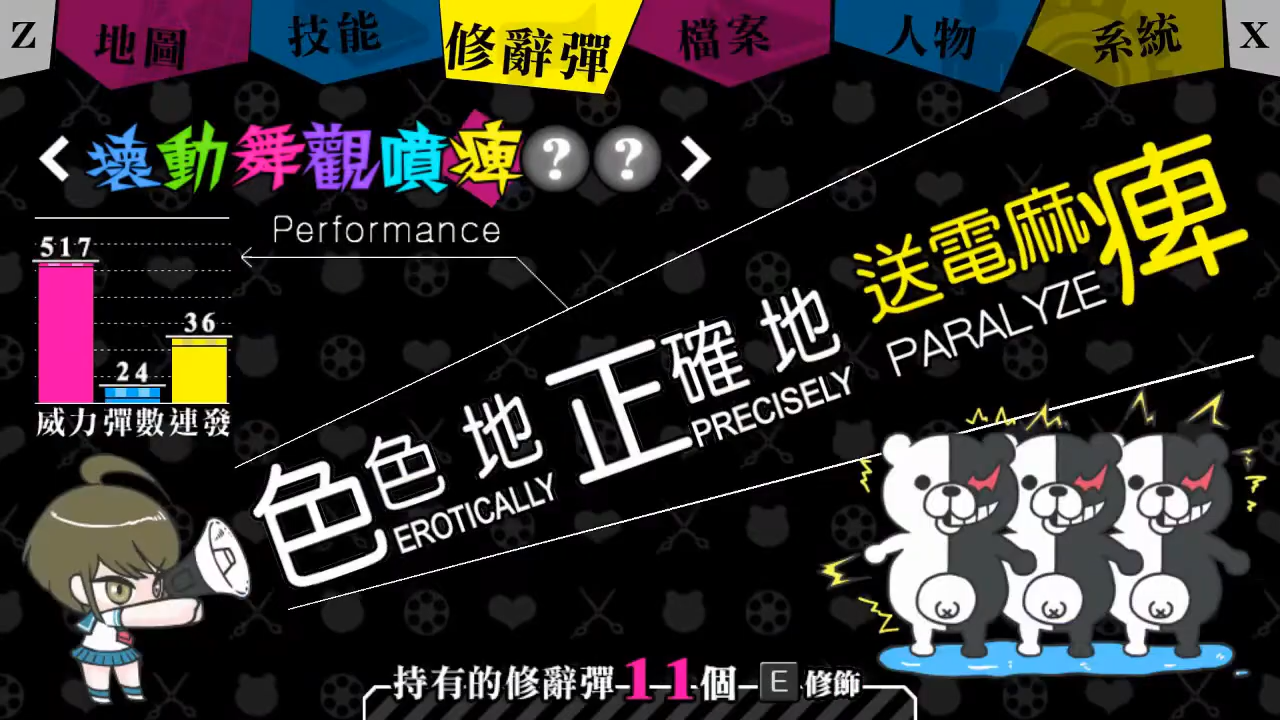 Z 地圖 技能 修辭彈 檔案 人物 系統 X
壞動舞觀噴痺??
Performance
517
24
36
威力 彈數 連發
色色地正確地
EROTICALLY PRECISELY
送電麻痺
PARALYZE
持有的修辭彈 11個 E 修飾